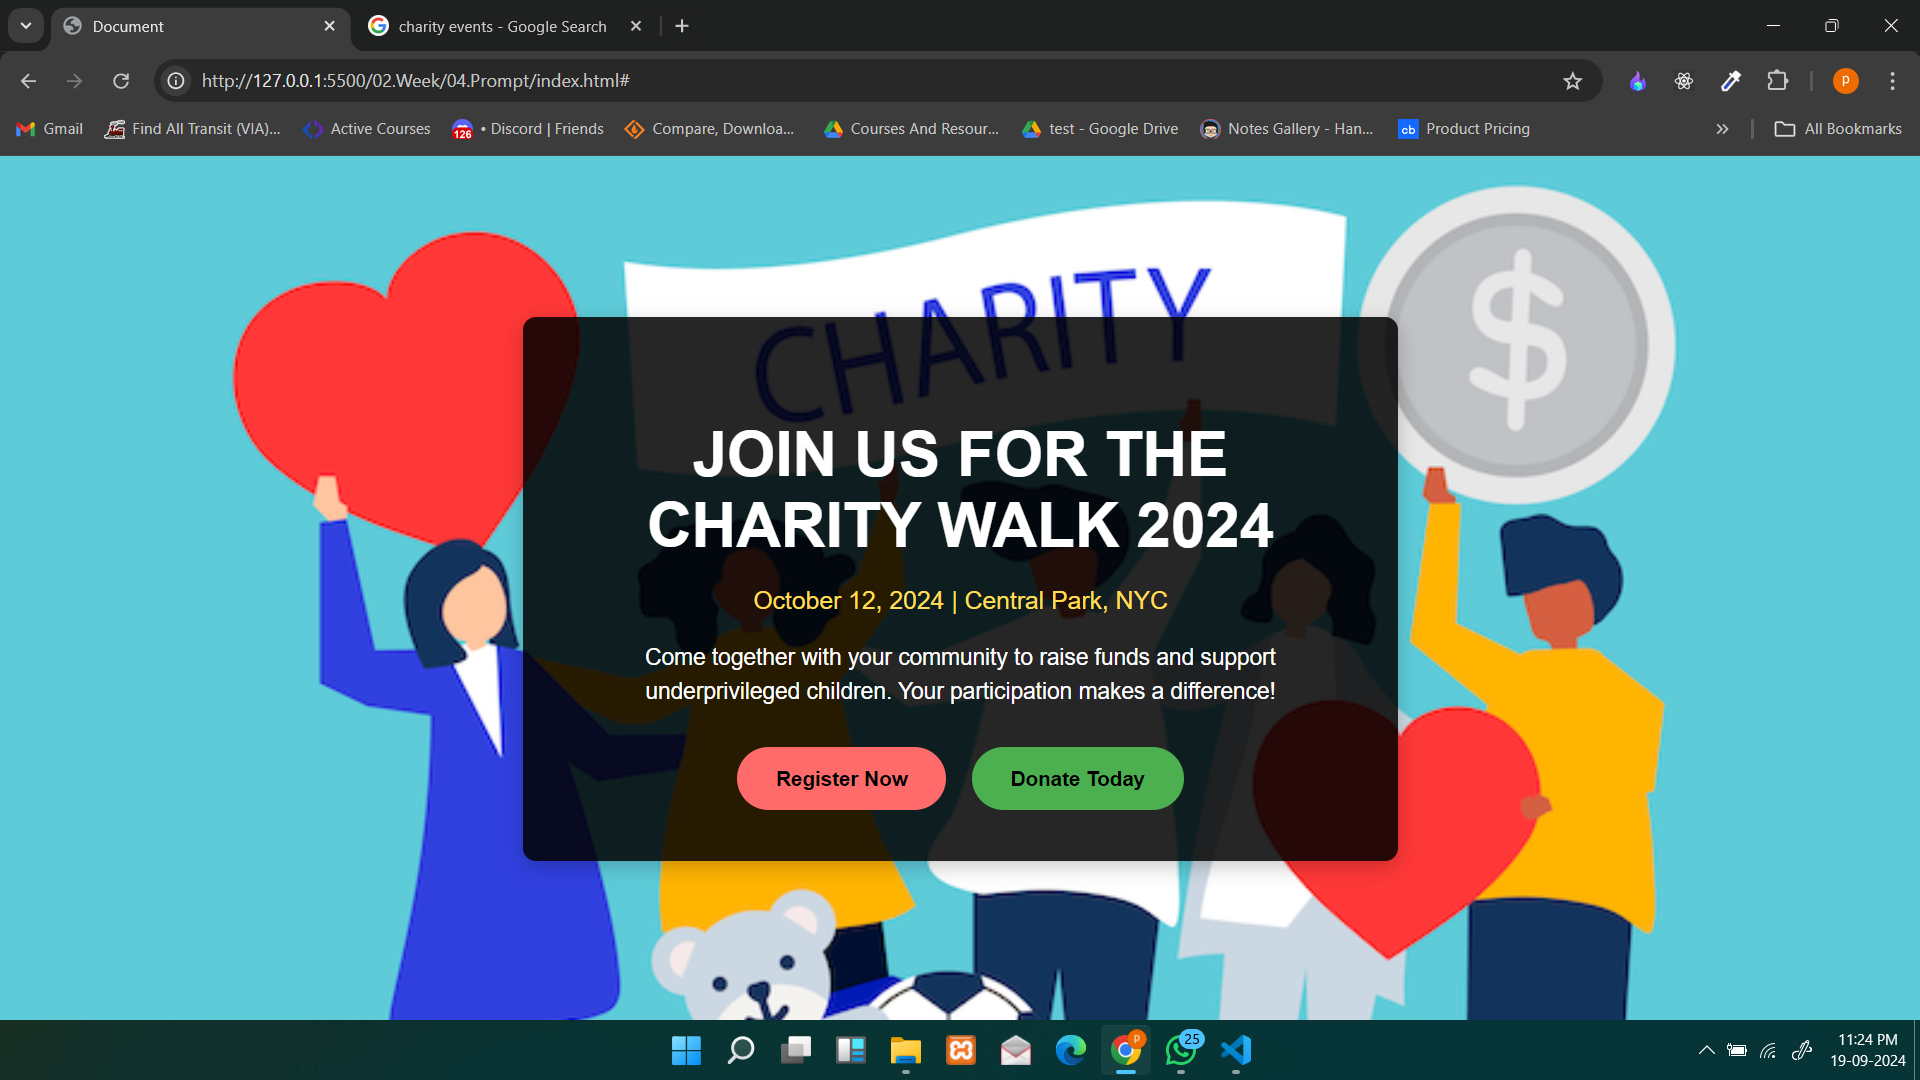 Document
charity events - Google Search
http://127.0.0.1:5500/02.Week/04.Prompt/index.html#
P
Gmail
Find All Transit (VIA)...
Active Courses
126
• Discord | Friends
Compare, Downloa...
Courses And Resour...
test - Google Drive
Notes Gallery - Han...
cb
Product Pricing
All Bookmarks
CHARITY
$
JOIN US FOR THE
CHARITY WALK 2024
October 12, 2024 | Central Park, NYC
Come together with your community to raise funds and support
underprivileged children. Your participation makes a difference!
Register Now
Donate Today
P
25
11:24 PM
19-09-2024